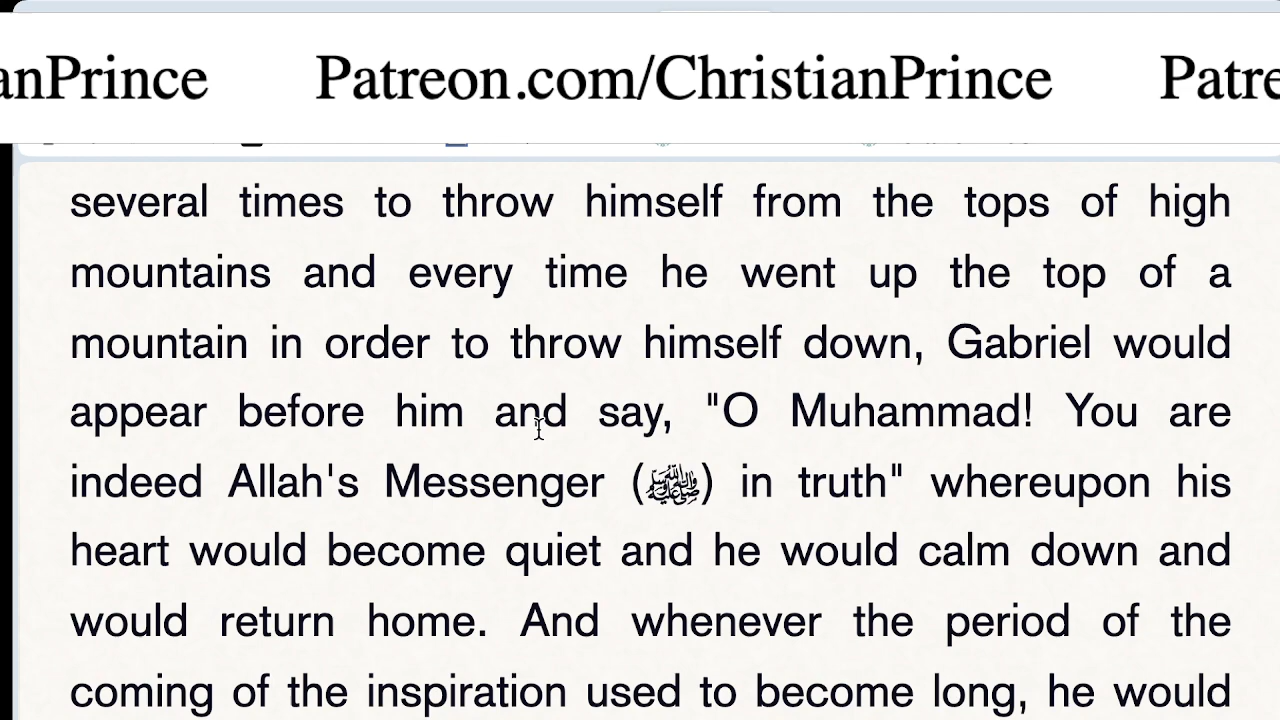 anPrince Patreon.com/ChristianPrince Patre
several times to throw himself from the tops of high
mountains and every time he went up the top of a
mountain in order to throw himself down, Gabriel would
appear before him and say, "O Muhammad! You are
indeed Allah's Messenger (ﷺ) in truth" whereupon his
heart would become quiet and he would calm down and
would return home. And whenever the period of the
coming of the inspiration used to become long, he would